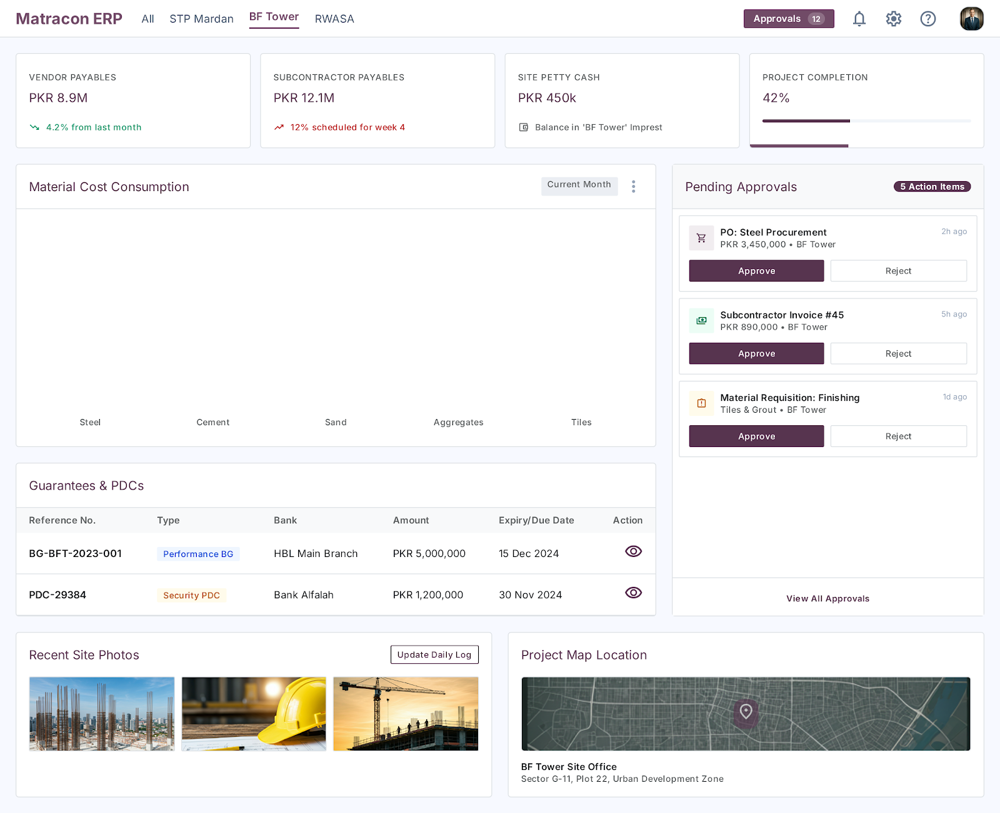 Matracon ERP
All
STP Mardan
BF Tower
RWASA
Approvals 12
VENDOR PAYABLES
PKR 8.9M
4.2% from last month
SUBCONTRACTOR PAYABLES
PKR 12.1M
12% scheduled for week 4
SITE PETTY CASH
PKR 450k
Balance in 'BF Tower' Imprest
PROJECT COMPLETION
42%
Material Cost Consumption
Current Month
Steel
Cement
Sand
Aggregates
Tiles
Pending Approvals
5 Action Items
PO: Steel Procurement
2h ago
PKR 3,450,000 • BF Tower
Approve
Reject
Subcontractor Invoice #45
5h ago
PKR 890,000 • BF Tower
Approve
Reject
Material Requisition: Finishing
1d ago
Tiles & Grout • BF Tower
Approve
Reject
View All Approvals
Guarantees & PDCs
Reference No. Type Bank Amount Expiry/Due Date Action
BG-BFT-2023-001 Performance BG HBL Main Branch PKR 5,000,000 15 Dec 2024
PDC-29384 Security PDC Bank Alfalah PKR 1,200,000 30 Nov 2024
Recent Site Photos
Update Daily Log
Project Map Location
BF Tower Site Office
Sector G-11, Plot 22, Urban Development Zone